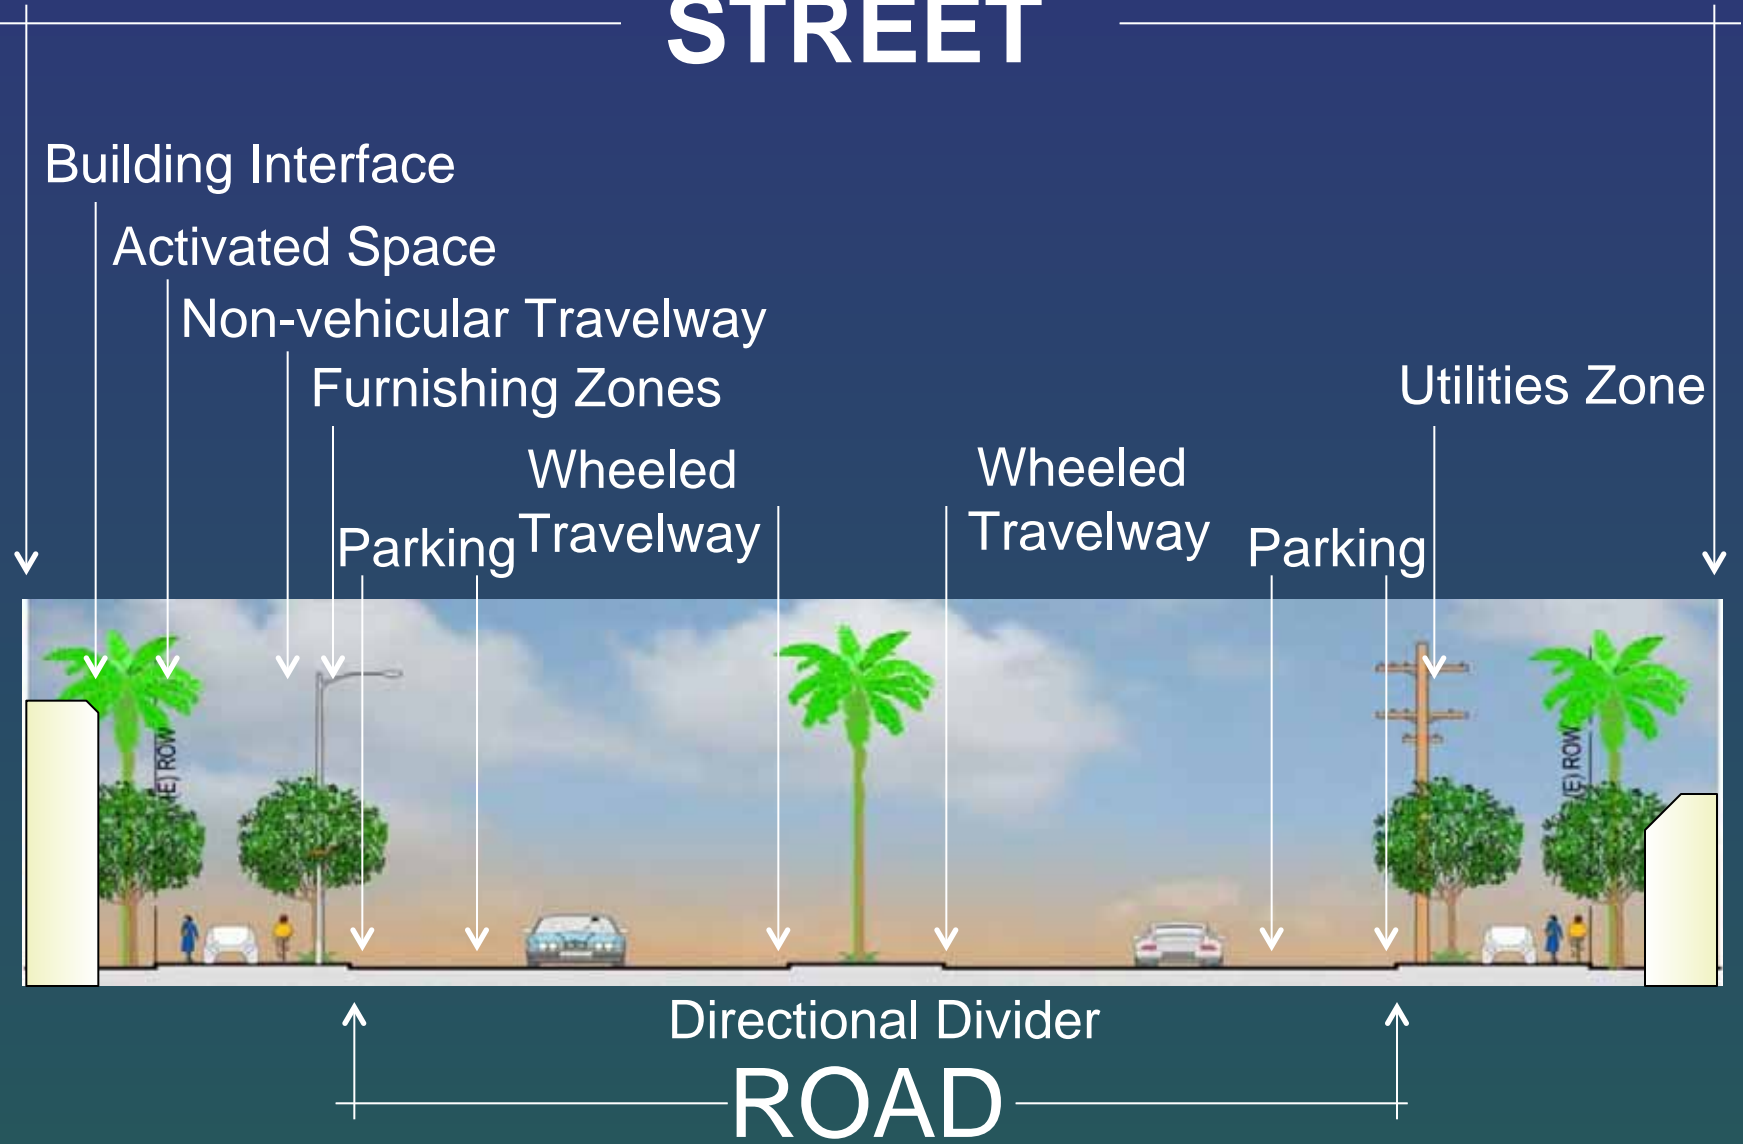 STREET
Building Interface
Activated Space
Non-vehicular Travelway
Furnishing Zones
Utilities Zone
Wheeled
Travelway
Wheeled
Travelway
Parking
Parking
(E) ROW
(E) ROW
Directional Divider
ROAD